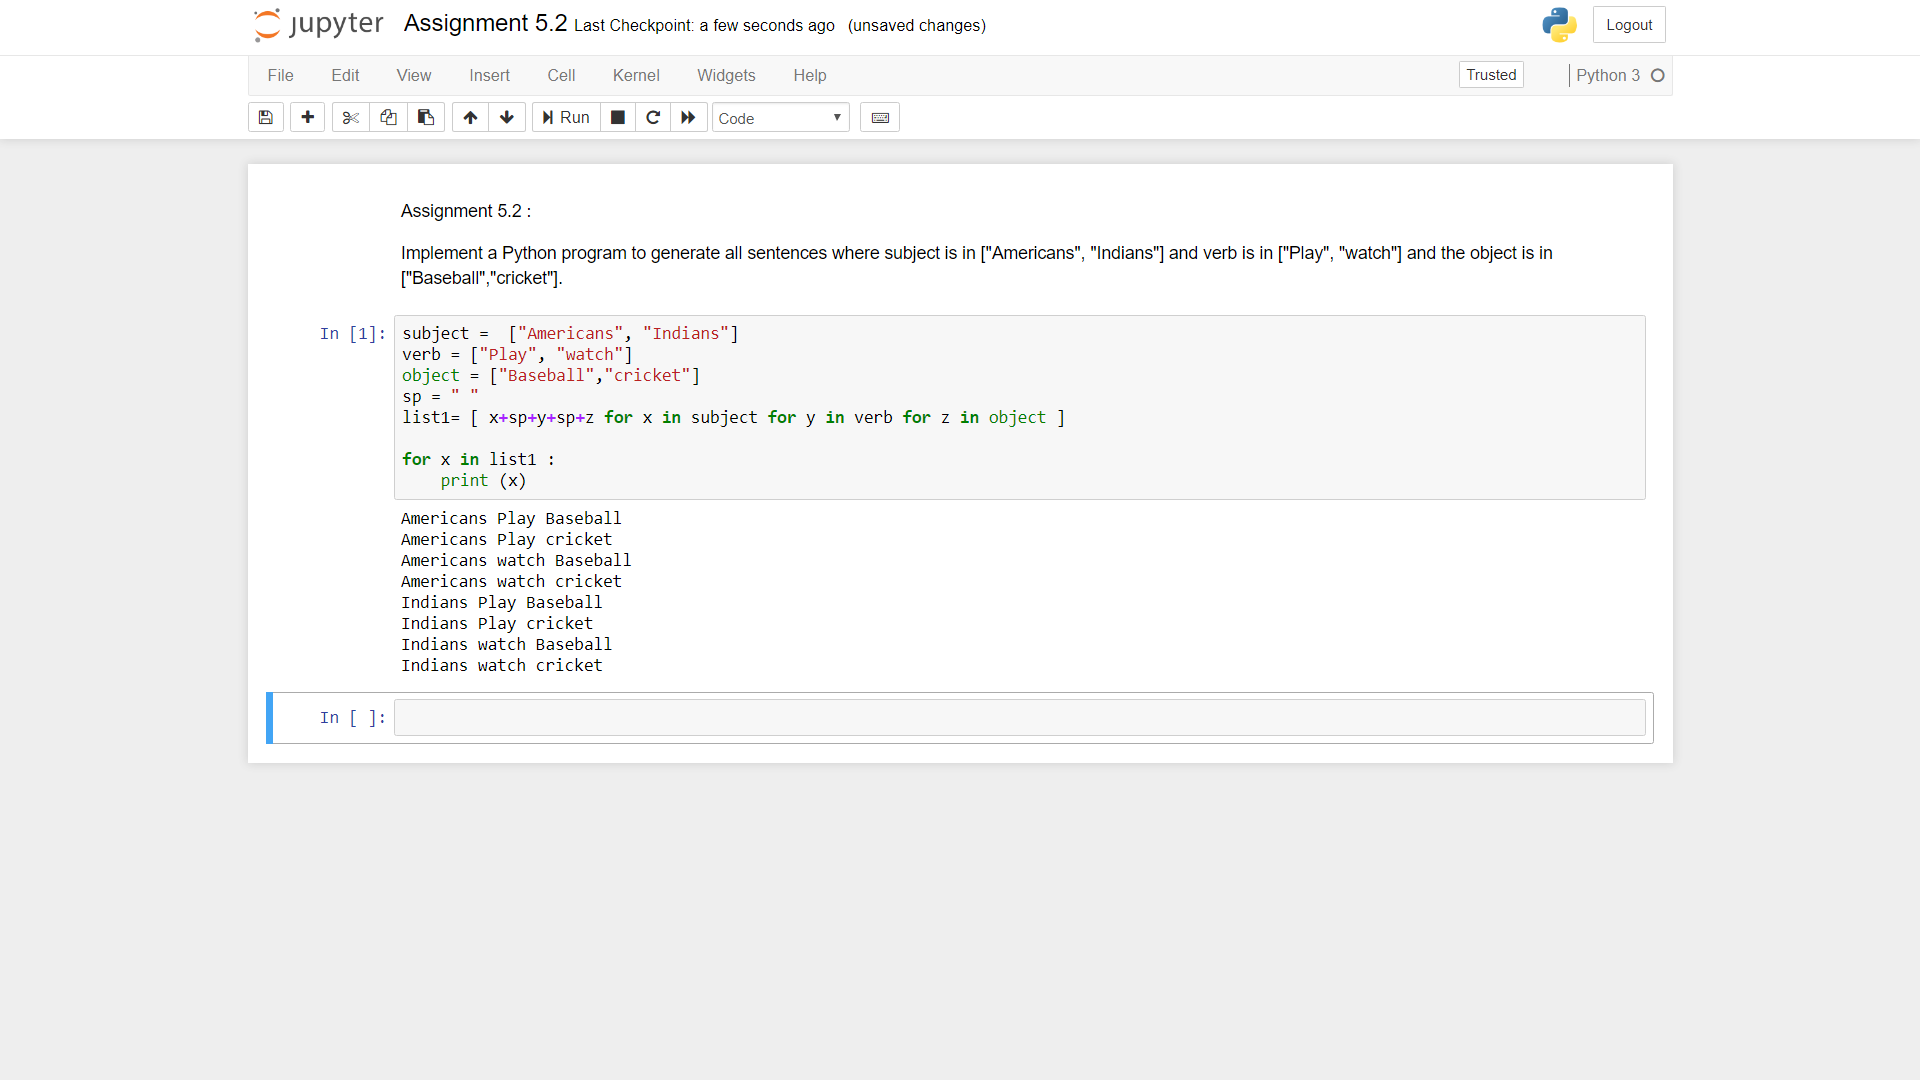 jupyter Assignment 5.2 Last Checkpoint: a few seconds ago (unsaved changes) Logout
File Edit View Insert Cell Kernel Widgets Help Trusted Python 3
Run Code
Assignment 5.2 :
Implement a Python program to generate all sentences where subject is in ["Americans", "Indians"] and verb is in ["Play", "watch"] and the object is in
["Baseball","cricket"].
In [1]: subject =  ["Americans", "Indians"]
verb = ["Play", "watch"]
object = ["Baseball","cricket"]
sp = " "
list1= [ x+sp+y+sp+z for x in subject for y in verb for z in object ]
for x in list1 :
    print (x)
Americans Play Baseball
Americans Play cricket
Americans watch Baseball
Americans watch cricket
Indians Play Baseball
Indians Play cricket
Indians watch Baseball
Indians watch cricket
In [ ]: